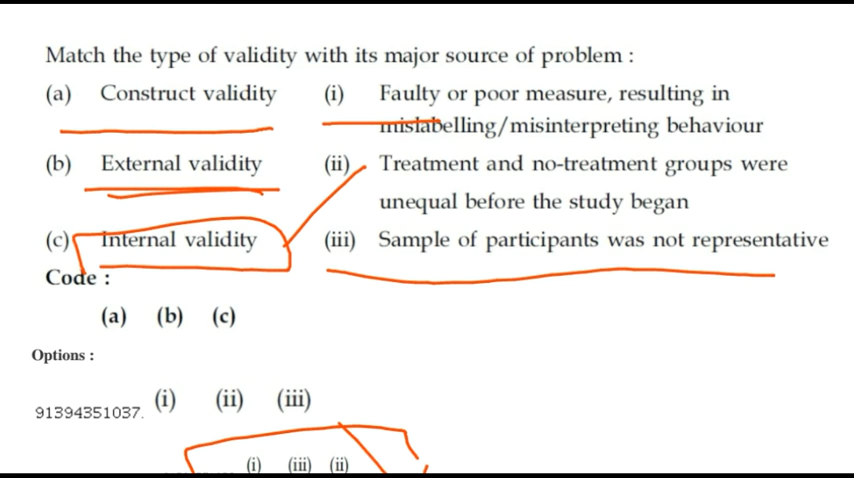 Match the type of validity with its major source of problem :
(a) Construct validity (i) Faulty or poor measure, resulting in
mislabelling/misinterpreting behaviour
(b) External validity (ii) Treatment and no-treatment groups were
unequal before the study began
(c) Internal validity (iii) Sample of participants was not representative
Code :
(a) (b) (c)
Options :
91394351037. (i) (ii) (iii)
(i) (iii) (ii)